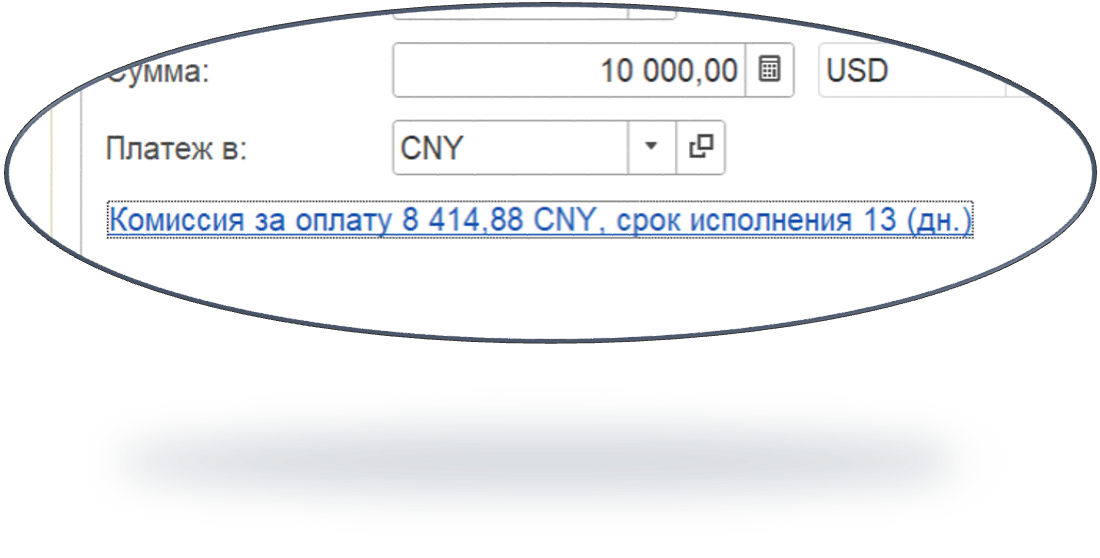 Сумма: 10 000,00 USD
Платеж в: CNY
Комиссия за оплату 8 414,88 CNY, срок исполнения 13 (дн.)